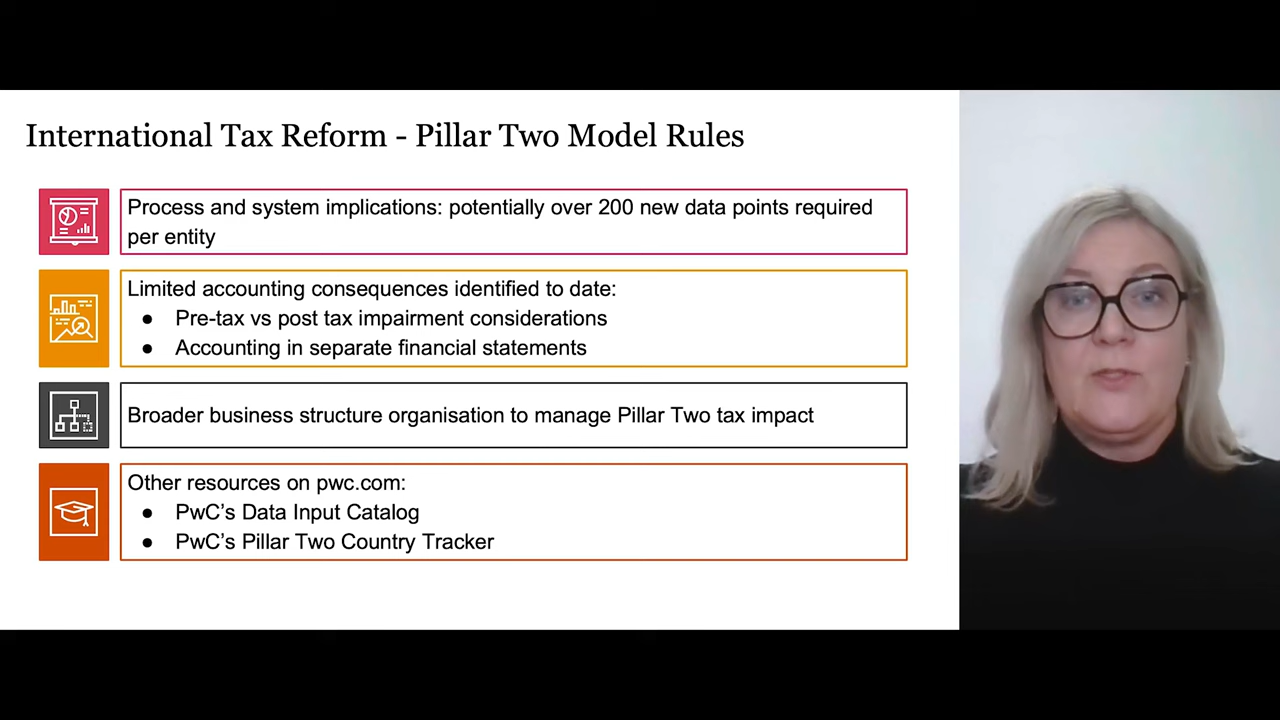 International Tax Reform - Pillar Two Model Rules
Process and system implications: potentially over 200 new data points required
per entity
Limited accounting consequences identified to date:
● Pre-tax vs post tax impairment considerations
● Accounting in separate financial statements
Broader business structure organisation to manage Pillar Two tax impact
Other resources on pwc.com:
● PwC's Data Input Catalog
● PwC's Pillar Two Country Tracker